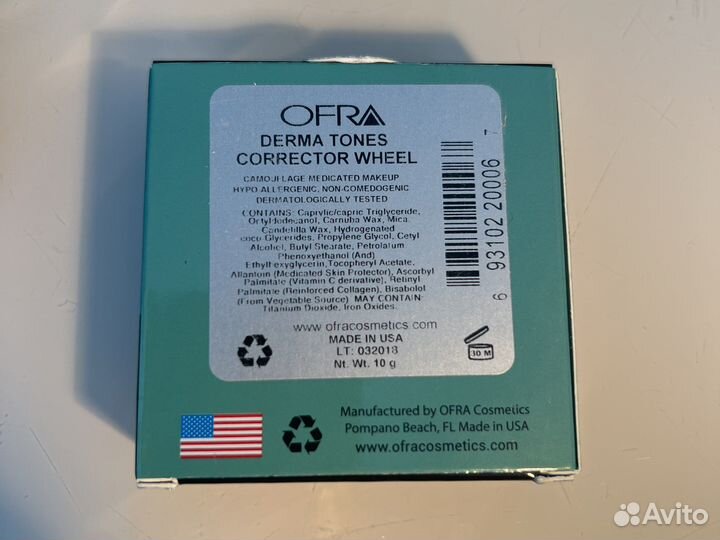 OFRA
DERMA TONES
CORRECTOR WHEEL
CAMOUFLAGE MEDICATED MAKEUP
HYPO ALLERGENIC, NON-COMEDOGENIC
DERMATOLOGICALLY TESTED
CONTAINS: Caprylic/capric Triglyceride,
Octyldodecanol, Carnuba Wax, Mica,
Candelilla Wax, Hydrogenated
coco Glycerides, Propylene Glycol, Cetyl
Alcohol, Butyl Stearate, Petrolatum
Phenoxyethanol (And)
Ethylhexyglycerin, Tocopheryl Acetate,
Allantoin (Medicated Skin Protector), Ascorbyl
Palmitate (Vitamin C derivative), Retinyl
Palmitate (Reinforced Collagen), Bisabolol
(From Vegetable Source) MAY CONTAIN
Titanium Dioxide, Iron Oxides.
6 93102 20006 7
www.ofracosmetics.com
MADE IN USA
LT: 032018
Nt. Wt. 10 g
30 M
Manufactured by OFRA Cosmetics
Pompano Beach, FL Made in USA
www.ofracosmetics.com
Avito